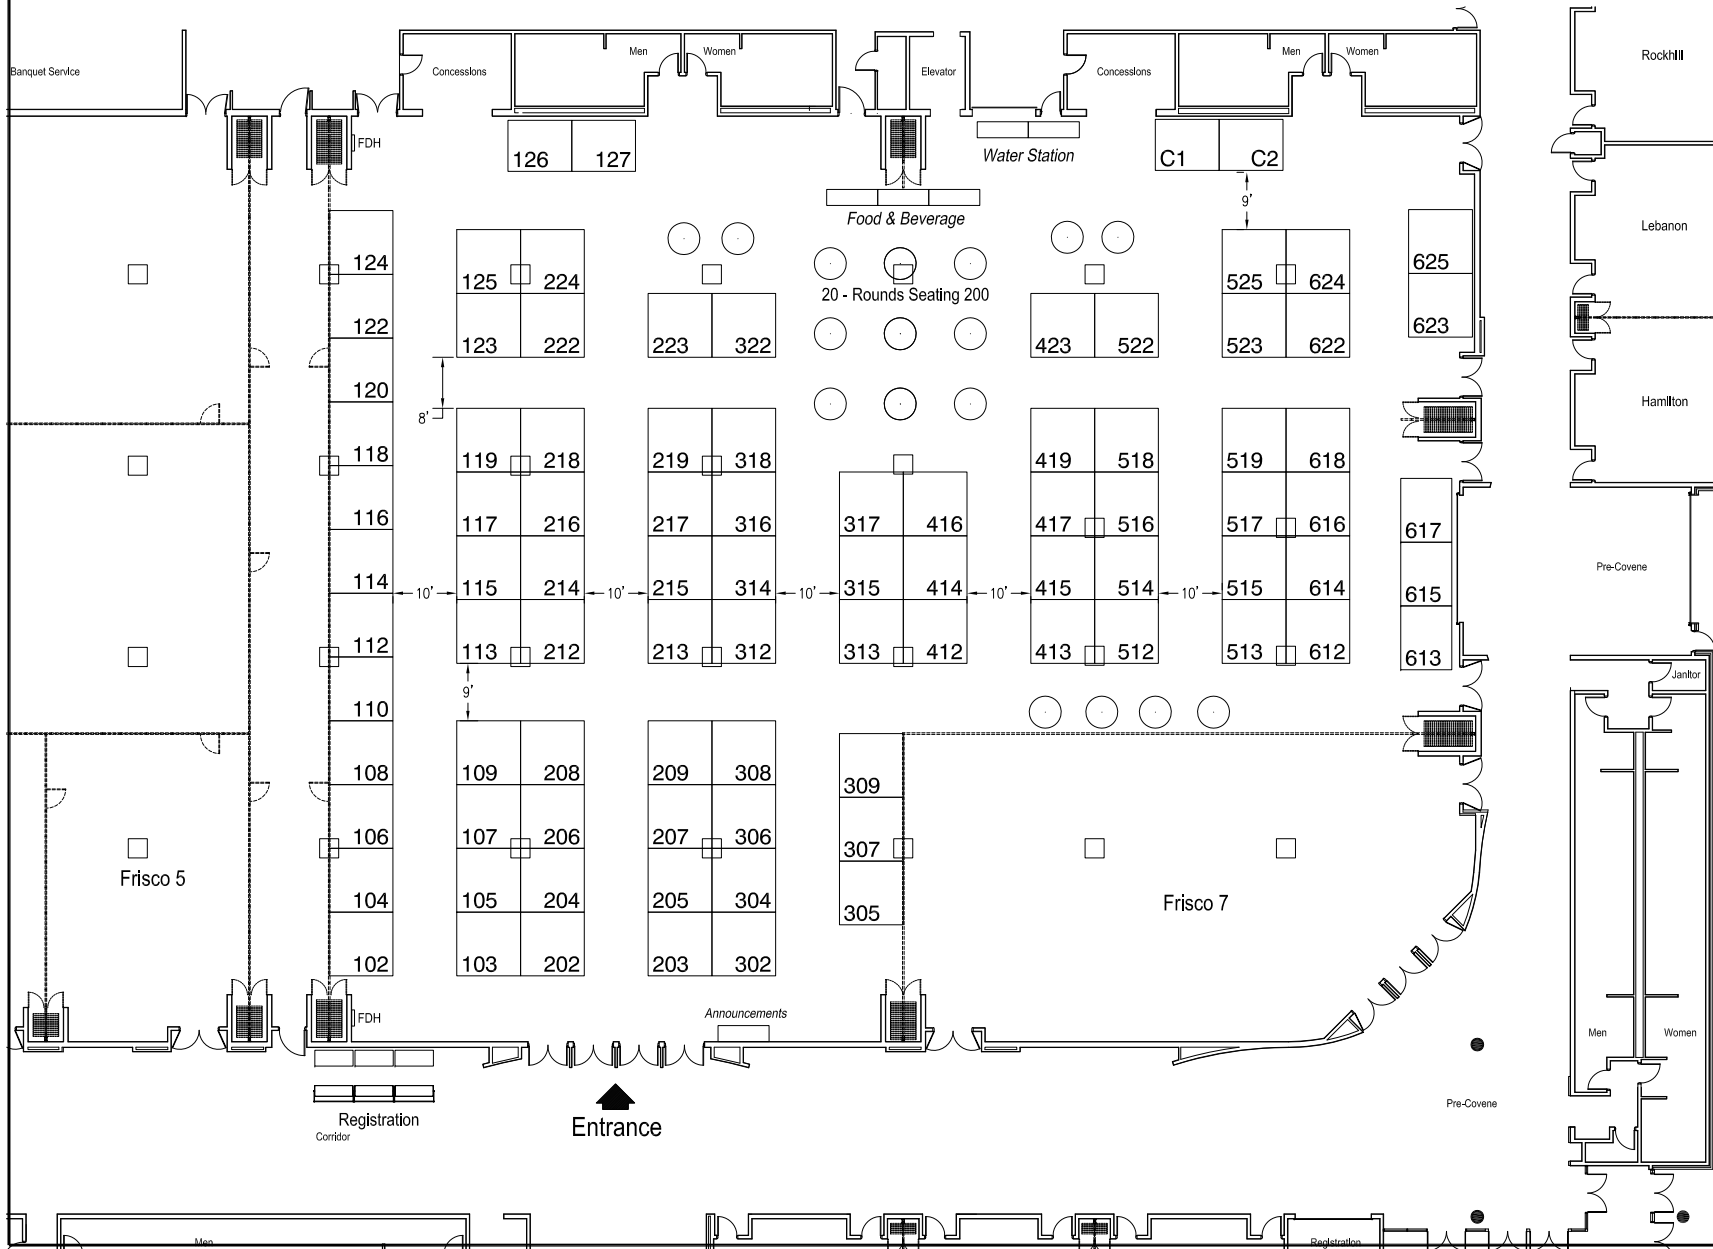 Banquet Service
Concessions
Men
Women
Elevator
Concessions
Men
Women
Rockhill
FDH
126 127
Water Station
C1 C2
Food & Beverage
9'
Lebanon
124
125 224
20 - Rounds Seating 200
525 624
625
122
123 222
223 322
423 522
523 622
623
120
8'
Hamilton
118
119 218
219 318
419 518
519 618
116
117 216
217 316
317 416
417 516
517 616
617
114
10'
115 214
10'
215 314
10'
315 414
10'
415 514
10'
515 614
615
Pre-Covene
112
113 212
213 312
313 412
413 512
513 612
613
Janitor
9'
110
108
109 208
209 308
309
106
107 206
207 306
307
Frisco 5
104
105 204
205 304
305
Frisco 7
102
103 202
203 302
FDH
Announcements
Men
Women
Registration
Corridor
Entrance
Pre-Covene
Men
Registration